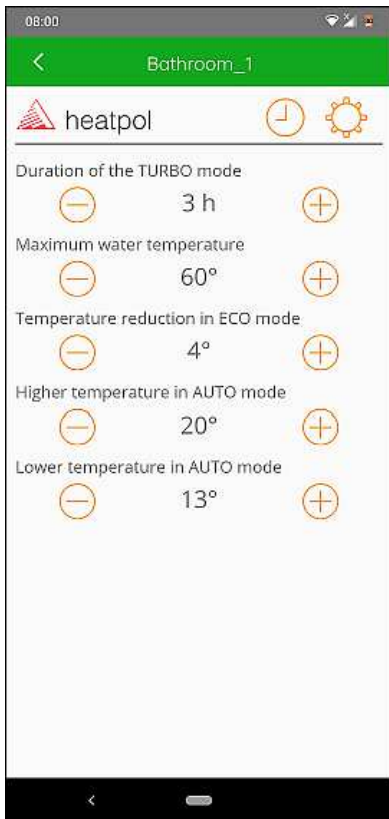 08:00
Bathroom_1
heatpol
Duration of the TURBO mode
3 h
Maximum water temperature
60°
Temperature reduction in ECO mode
4°
Higher temperature in AUTO mode
20°
Lower temperature in AUTO mode
13°